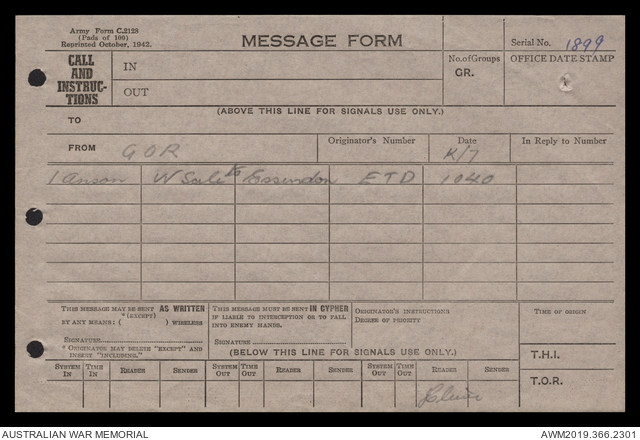 Army Form C.2128
(Pads of 100)
Reprinted October, 1942.
MESSAGE FORM
Serial No. 1899
CALL AND INSTRUC-TIONS
IN
OUT
No. of Groups
GR.
OFFICE DATE STAMP
(ABOVE THIS LINE FOR SIGNALS USE ONLY.)
TO
FROM GOR
Originator's Number
Date
K/7
In Reply to Number
1 Anson W Sale to Essendon ETD 1040
THIS MESSAGE MAY BE SENT AS WRITTEN
*(EXCEPT)
BY ANY MEANS: ( ) WIRELESS
SIGNATURE
* ORIGINATOR MAY DELETE "EXCEPT" AND
INSERT "INCLUDING."
THIS MESSAGE MUST BE SENT IN CYPHER
IF LIABLE TO INTERCEPTION OR TO FALL
INTO ENEMY HANDS.
SIGNATURE
ORIGINATOR'S INSTRUCTIONS
DEGREE OF PRIORITY
TIME OF ORIGIN
(BELOW THIS LINE FOR SIGNALS USE ONLY.)
T.H.I.
SYSTEM IN
TIME IN
READER
SENDER
SYSTEM OUT
TIME OUT
READER
SENDER
SYSTEM OUT
TIME OUT
READER
SENDER
T.O.R.
AUSTRALIAN WAR MEMORIAL
AWM2019.366.2301